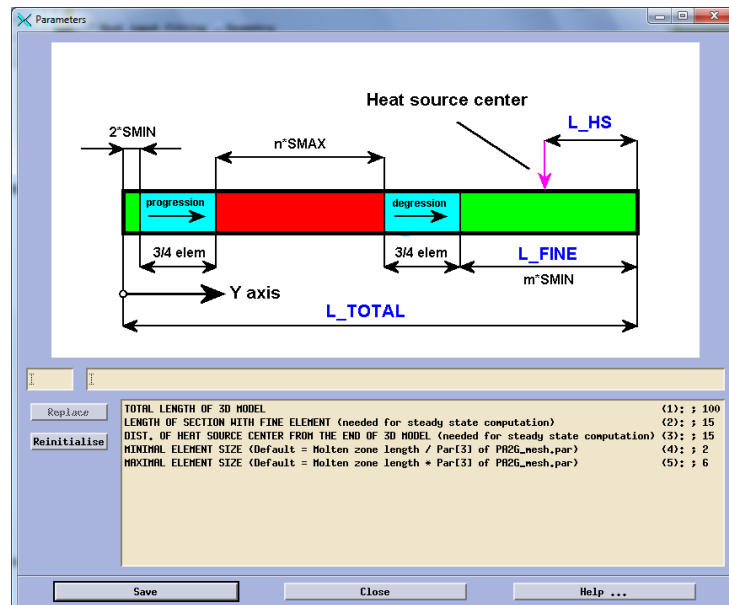 Parameters
Heat source center
L_HS
2*SMIN
n*SMAX
progression
degression
3/4 elem
3/4 elem
L_FINE
m*SMIN
Y axis
L_TOTAL
Replace
Reinitialise
TOTAL LENGTH OF 3D MODEL (1): ; 100
LENGTH OF SECTION WITH FINE ELEMENT (needed for steady state computation) (2): ; 15
DIST. OF HEAT SOURCE CENTER FROM THE END OF 3D MODEL (needed for steady state computation) (3): ; 15
MINIMAL ELEMENT SIZE (Default = Molten zone length / Par[3] of PA2G_mesh.par) (4): ; 2
MAXIMAL ELEMENT SIZE (Default = Molten zone length * Par[3] of PA2G_mesh.par) (5): ; 6
Save
Close
Help ...